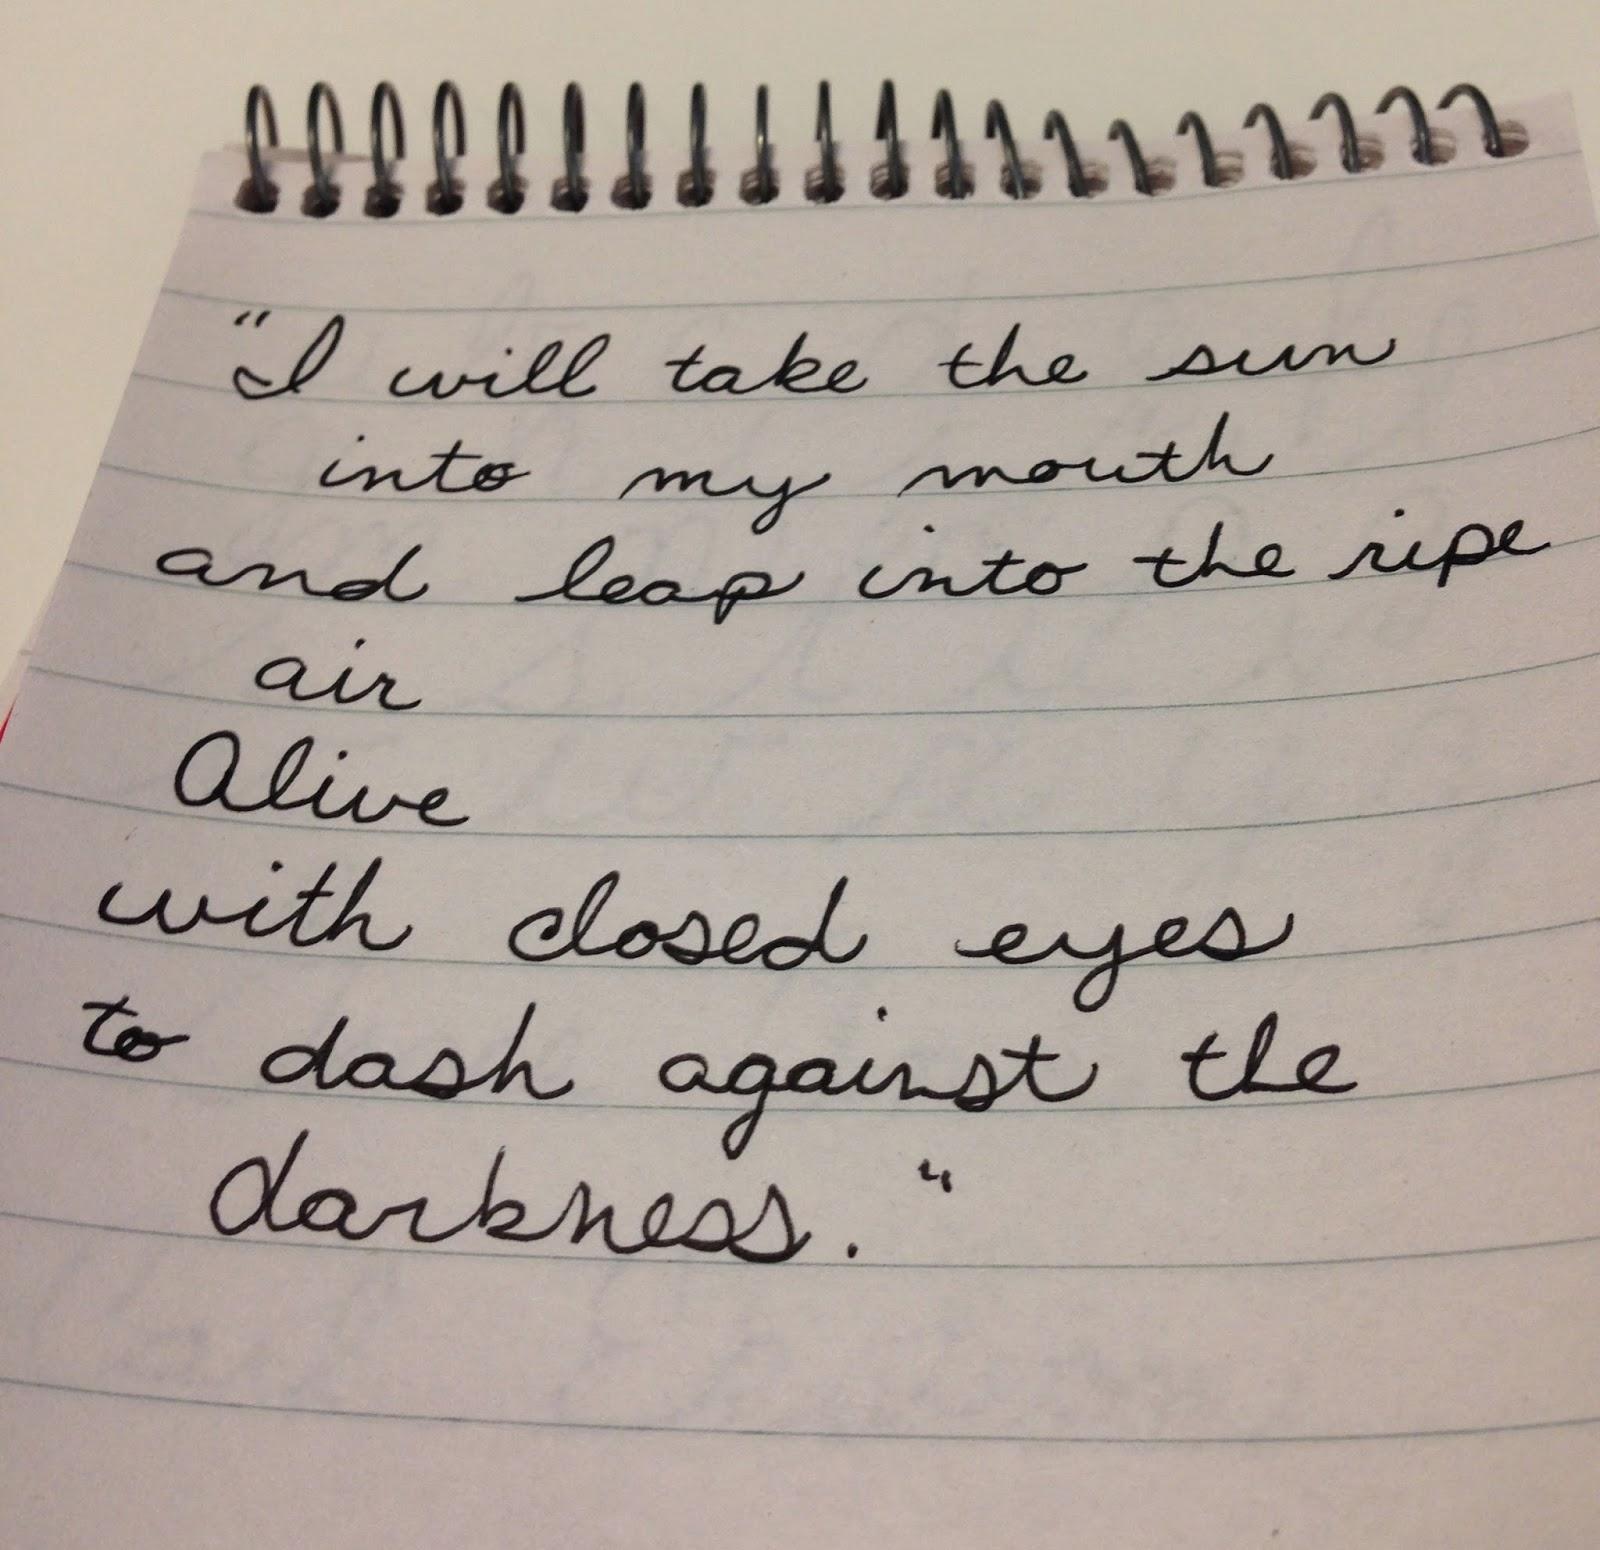 "I will take the sun
into my mouth
and leap into the ripe
air
Alive
with closed eyes
to dash against the
darkness."